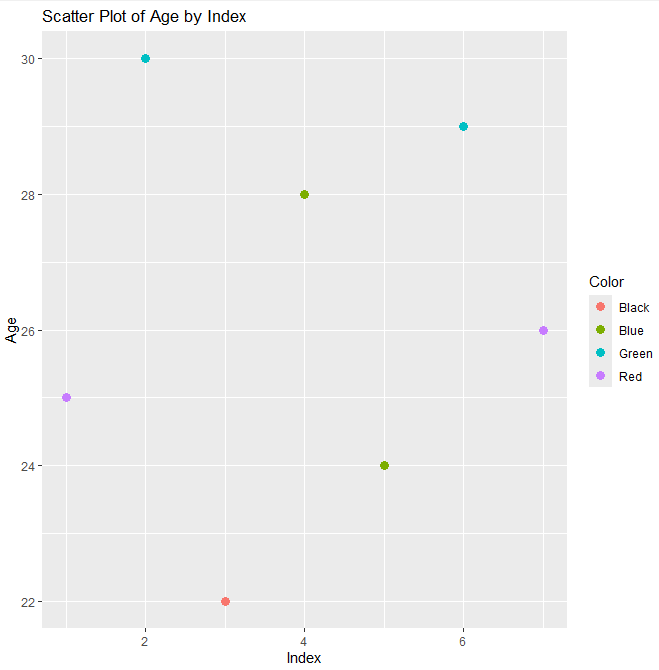 Scatter Plot of Age by Index
30
28
26
24
22
Age
2
4
6
Index
Color
Black
Blue
Green
Red